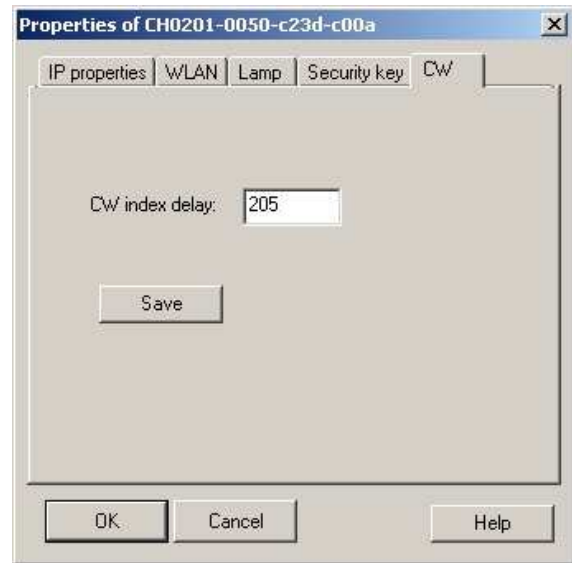 Properties of CH0201-0050-c23d-c00a
IP properties WLAN Lamp Security key CW
CW index delay: 205
Save
OK Cancel Help